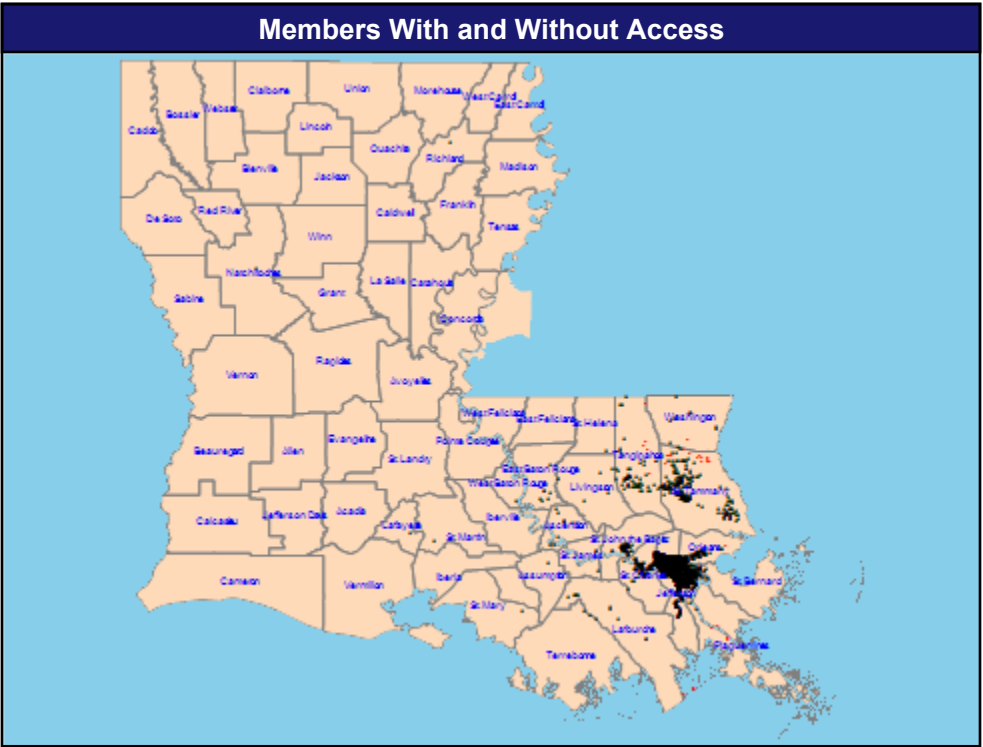 Members With and Without Access
Claiborne
Union
Morehouse
West Carroll
East Carroll
Bossier
Webster
Caddo
Lincoln
Ouachita
Richland
Madison
Bienville
Jackson
De Soto
Red River
Caldwell
Franklin
Tensas
Winn
Natchitoches
La Salle
Catahoula
Sabine
Grant
Concordia
Vernon
Rapides
Avoyelles
West Feliciana
East Feliciana
St. Helena
Washington
Beauregard
Allen
Evangeline
St. Landry
Pointe Coupee
Tangipahoa
East Baton Rouge
West Baton Rouge
Livingston
St. Tammany
Calcasieu
Jefferson Davis
Acadia
Lafayette
St. Martin
Iberville
Ascension
St. John the Baptist
Orleans
St. James
Cameron
Vermilion
Iberia
Assumption
St. Charles
St. Bernard
Jefferson
St. Mary
Lafourche
Plaquemines
Terrebonne